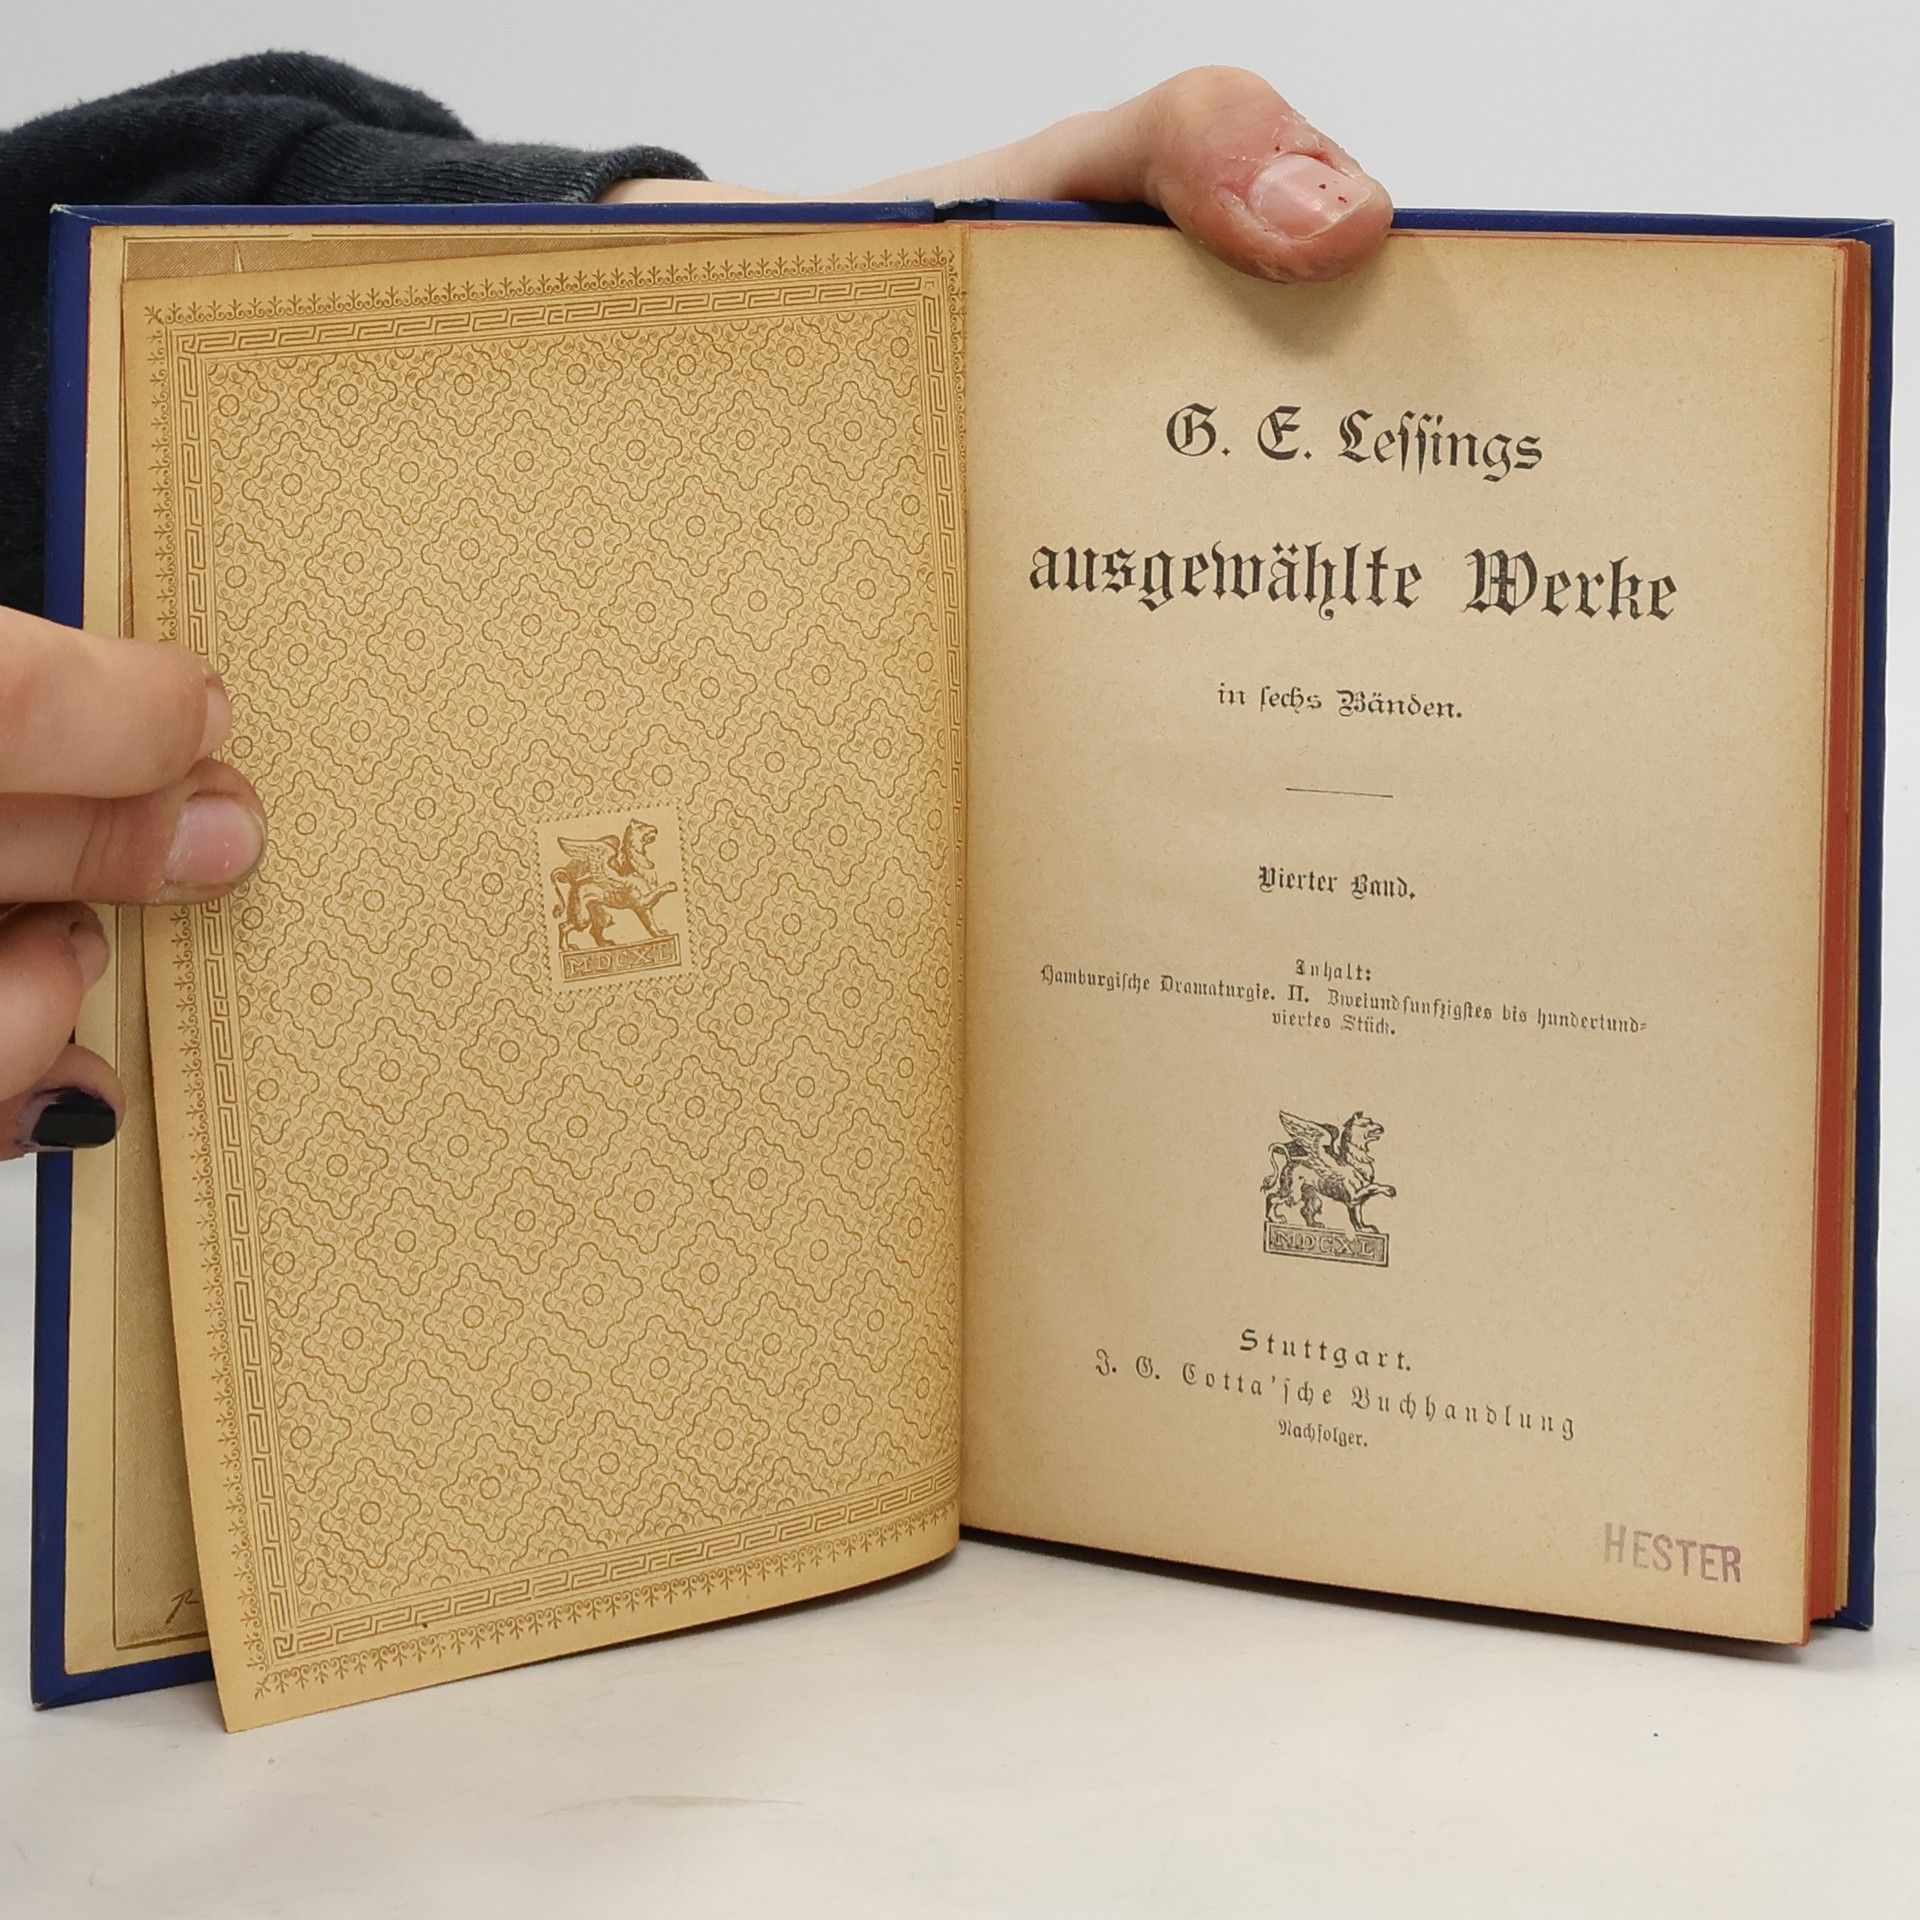 MDCXL
G. E. Leſſings
ausgewählte Werke
in ſechs Bänden.
Vierter Band.
Inhalt:
Hamburgiſche Dramaturgie. II. Zweiundfunfzigſtes bis hundertund-
viertes Stück.
MDCXL
Stuttgart.
J. G. Cotta'ſche Buchhandlung
Nachfolger.
HESTER